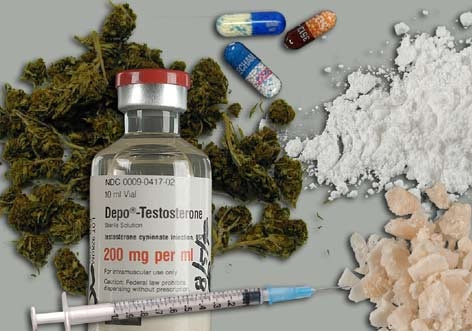 NDC 0009-0417-02
10 ml Vial
Depo®-Testosterone
Sterile Solution
testosterone cypionate injection,
200 mg per ml
For intramuscular use only
Caution: Federal law prohibits
dispensing without prescription.